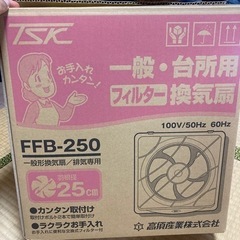 TSK
お手入れ
カンタン!
一般・台所用
フィルター換気扇
100V/50Hz 60Hz
FFB-250
一般形換気扇/排気専用
羽根径
25cm
●カンタン取付け
●ラクラクお手入れ
高須産業株式会社